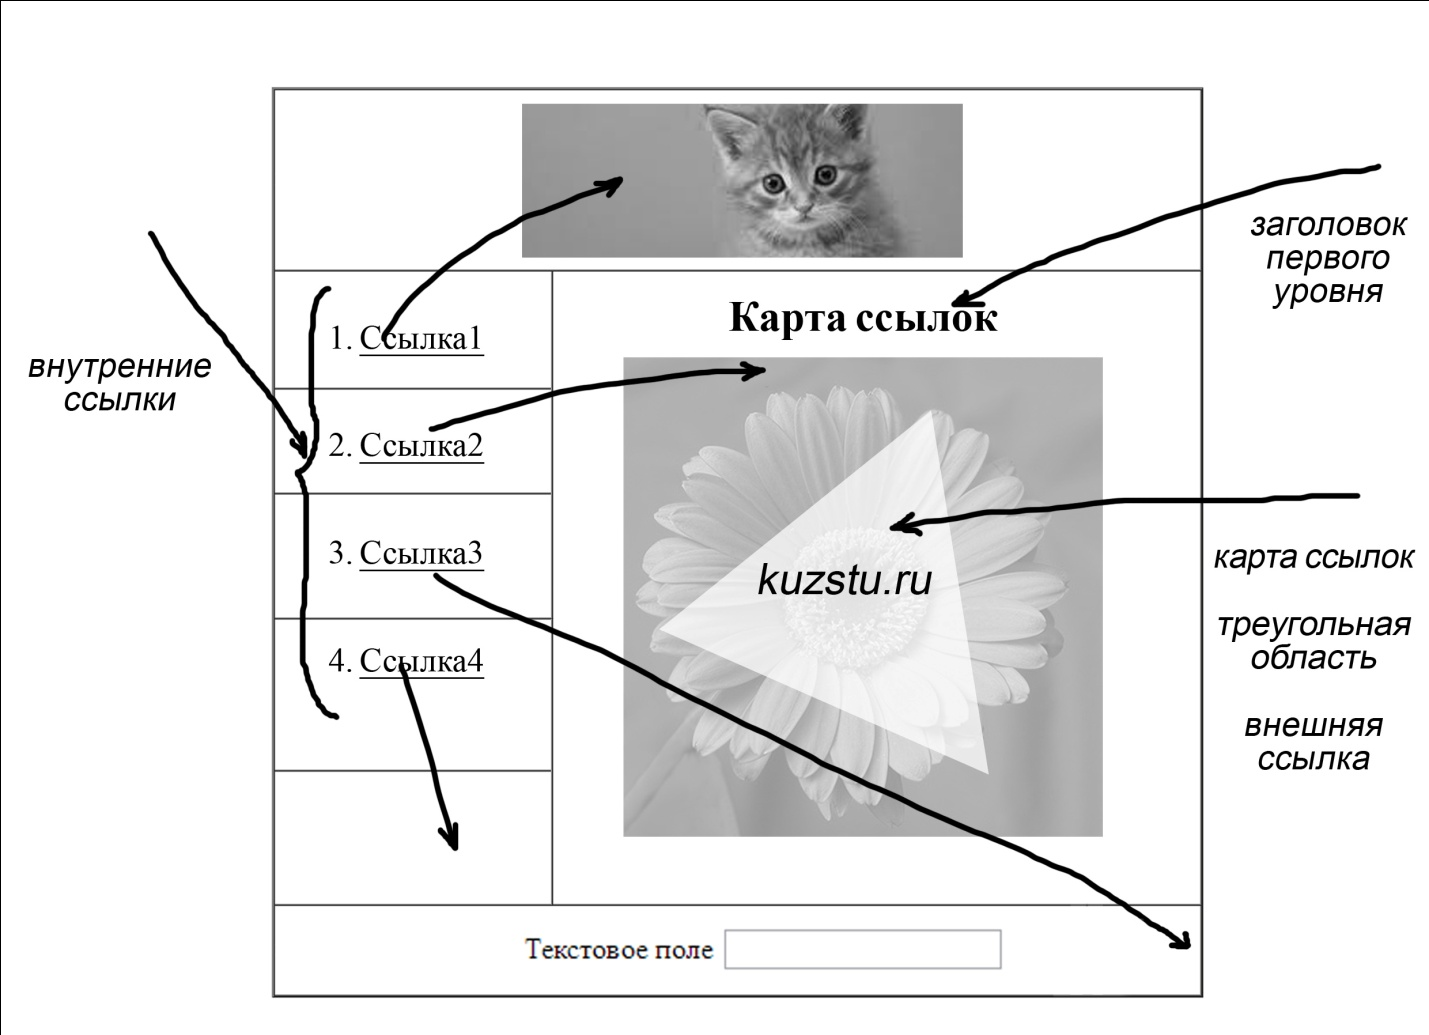 заголовок
первого
уровня
Карта ссылок
внутренние
ссылки
1. Ссылка1
2. Ссылка2
3. Ссылка3
4. Ссылка4
kuzstu.ru
карта ссылок
треугольная
область
внешняя
ссылка
Текстовое поле